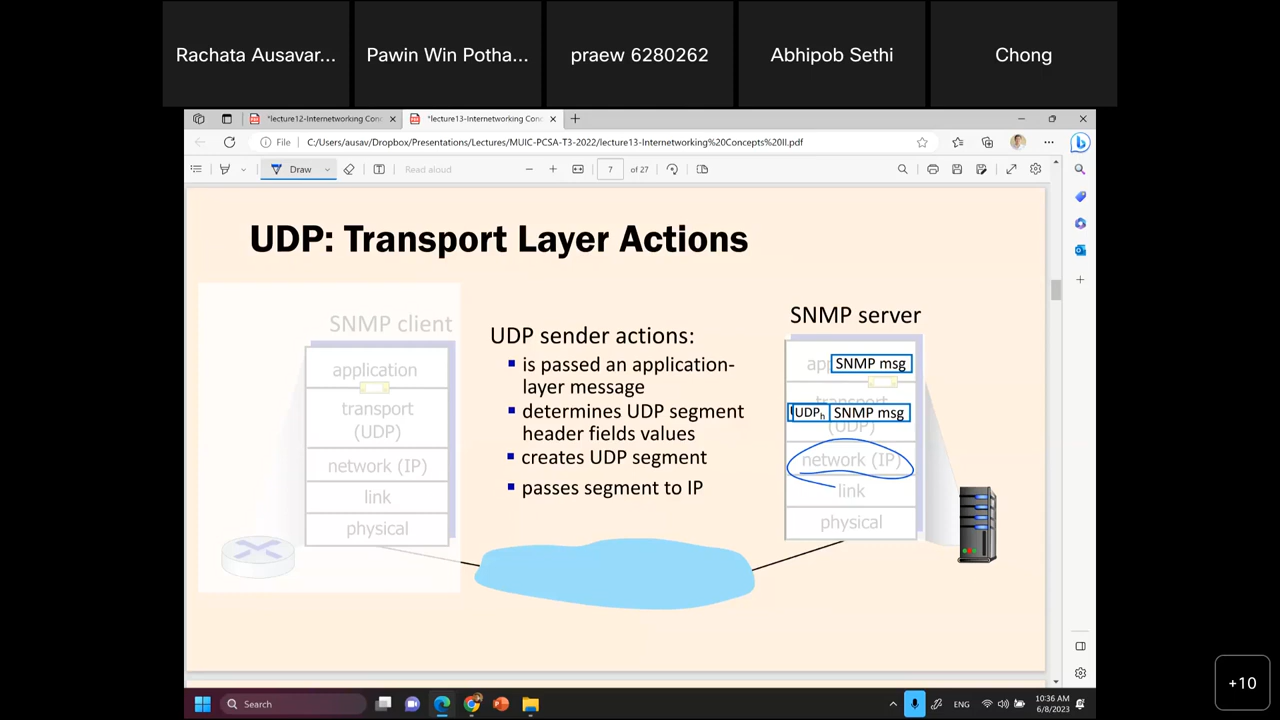 Rachata Ausavar...
Pawin Win Potha...
praew 6280262
Abhipob Sethi
Chong
*lecture12-Internetworking Conc
*lecture13-Internetworking Conc
File
C:/Users/ausav/Dropbox/Presentations/Lectures/MUIC-PCSA-T3-2022/lecture13-Internetworking%20Concepts%20II.pdf
Draw
Read aloud
7
of 27
UDP: Transport Layer Actions
SNMP client
application
transport
(UDP)
network (IP)
link
physical
UDP sender actions:
is passed an application-
layer message
determines UDP segment
header fields values
creates UDP segment
passes segment to IP
SNMP server
app
SNMP msg
transport
UDPh
SNMP msg
(UDP)
network (IP)
link
physical
+10
Search
ENG
10:36 AM
6/8/2023